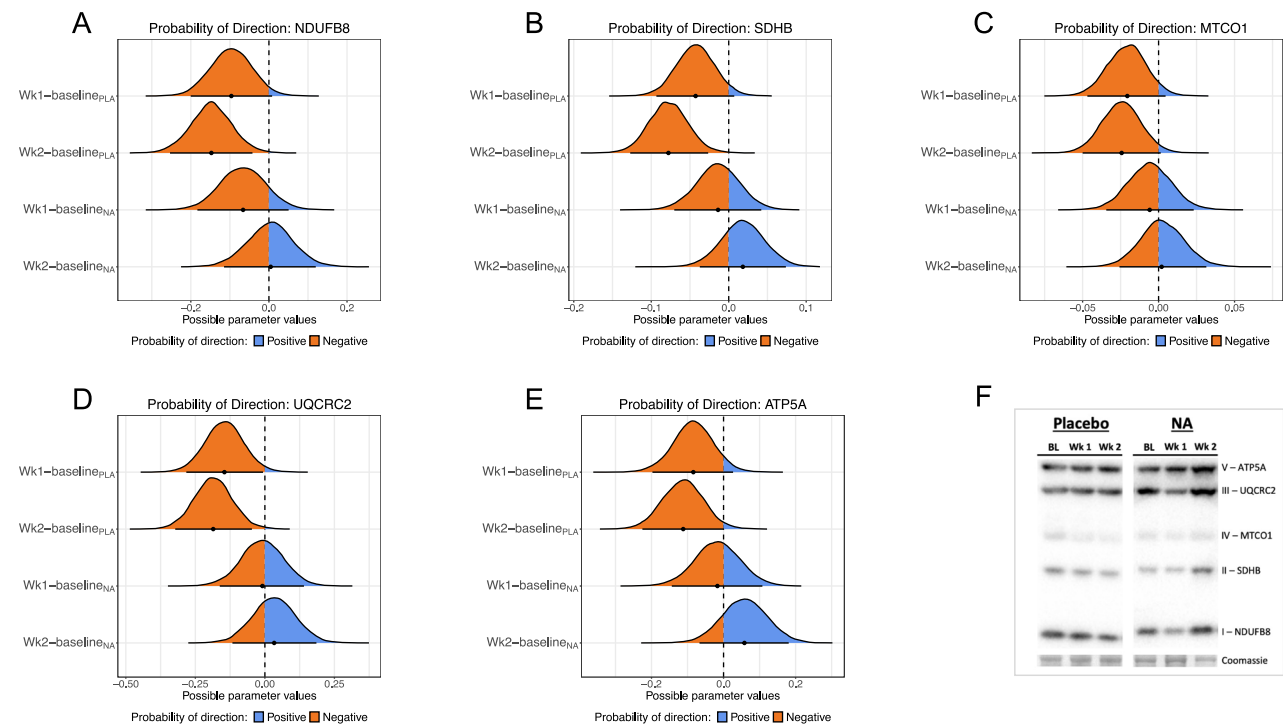 A
Probability of Direction: NDUFB8
Wk1−baselinePLA
Wk2−baselinePLA
Wk1−baselineNA
Wk2−baselineNA
−0.2 0.0 0.2
Possible parameter values
Probability of direction: Positive Negative
B
Probability of Direction: SDHB
Wk1−baselinePLA
Wk2−baselinePLA
Wk1−baselineNA
Wk2−baselineNA
−0.2 −0.1 0.0 0.1
Possible parameter values
Probability of direction: Positive Negative
C
Probability of Direction: MTCO1
Wk1−baselinePLA
Wk2−baselinePLA
Wk1−baselineNA
Wk2−baselineNA
−0.05 0.00 0.05
Possible parameter values
Probability of direction: Positive Negative
D
Probability of Direction: UQCRC2
Wk1−baselinePLA
Wk2−baselinePLA
Wk1−baselineNA
Wk2−baselineNA
−0.50 −0.25 0.00 0.25
Possible parameter values
Probability of direction: Positive Negative
E
Probability of Direction: ATP5A
Wk1−baselinePLA
Wk2−baselinePLA
Wk1−baselineNA
Wk2−baselineNA
−0.2 0.0 0.2
Possible parameter values
Probability of direction: Positive Negative
F
Placebo NA
BL Wk 1 Wk 2 BL Wk 1 Wk 2
V – ATP5A
III – UQCRC2
IV – MTCO1
II – SDHB
I – NDUFB8
Coomassie